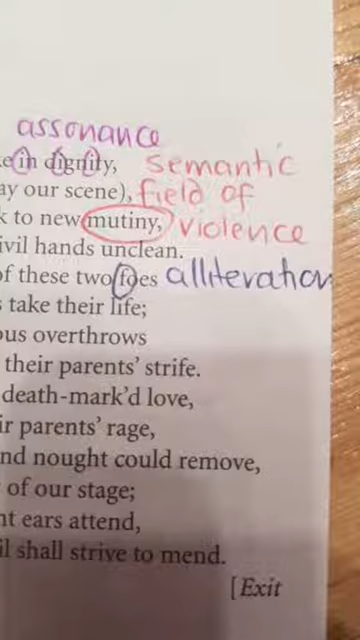 assonance
in dignity, semantic
ay our scene), field of
k to new mutiny, violence
ivil hands unclean.
of these two foes alliteration
s take their life;
ous overthrows
their parents' strife.
death-mark'd love,
ir parents' rage,
nd nought could remove,
of our stage;
nt ears attend,
il shall strive to mend.
[Exit